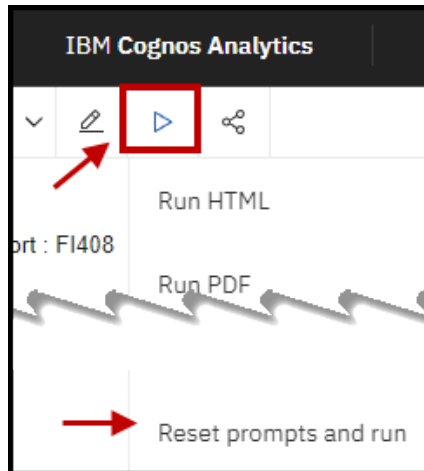 IBM Cognos Analytics
Run HTML
ort : FI408
Run PDF
Reset prompts and run